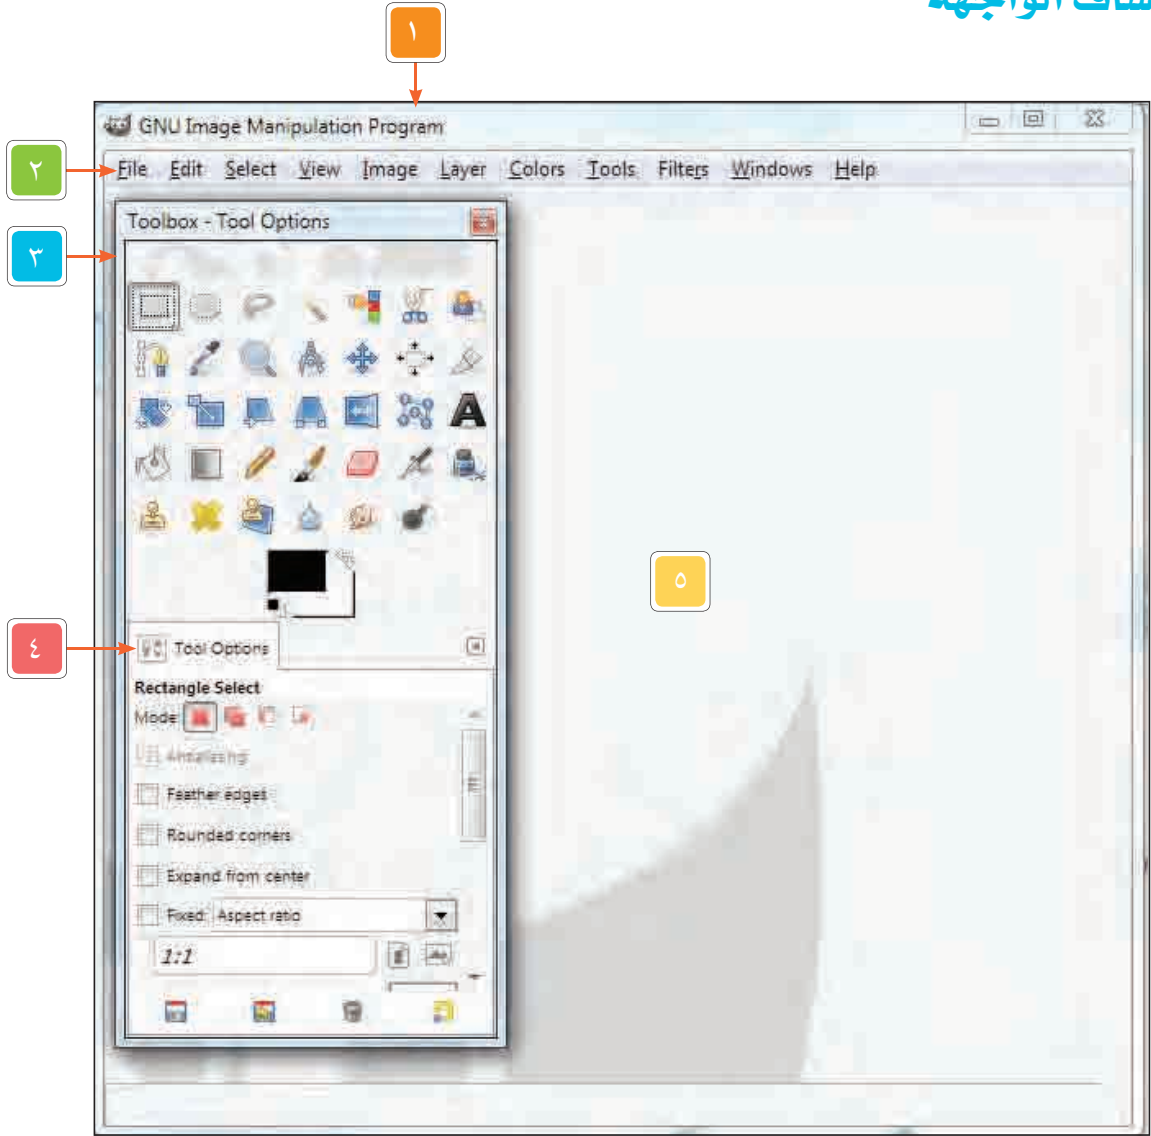 الواجهة
١
GNU Image Manipulation Program
٢
File Edit Select View Image Layer Colors Tools Filters Windows Help
Toolbox - Tool Options
٣
٥
٤
Tool Options
Rectangle Select
Mode:
Antialiasing
Feather edges
Rounded corners
Expand from center
Fixed: Aspect ratio
1:1